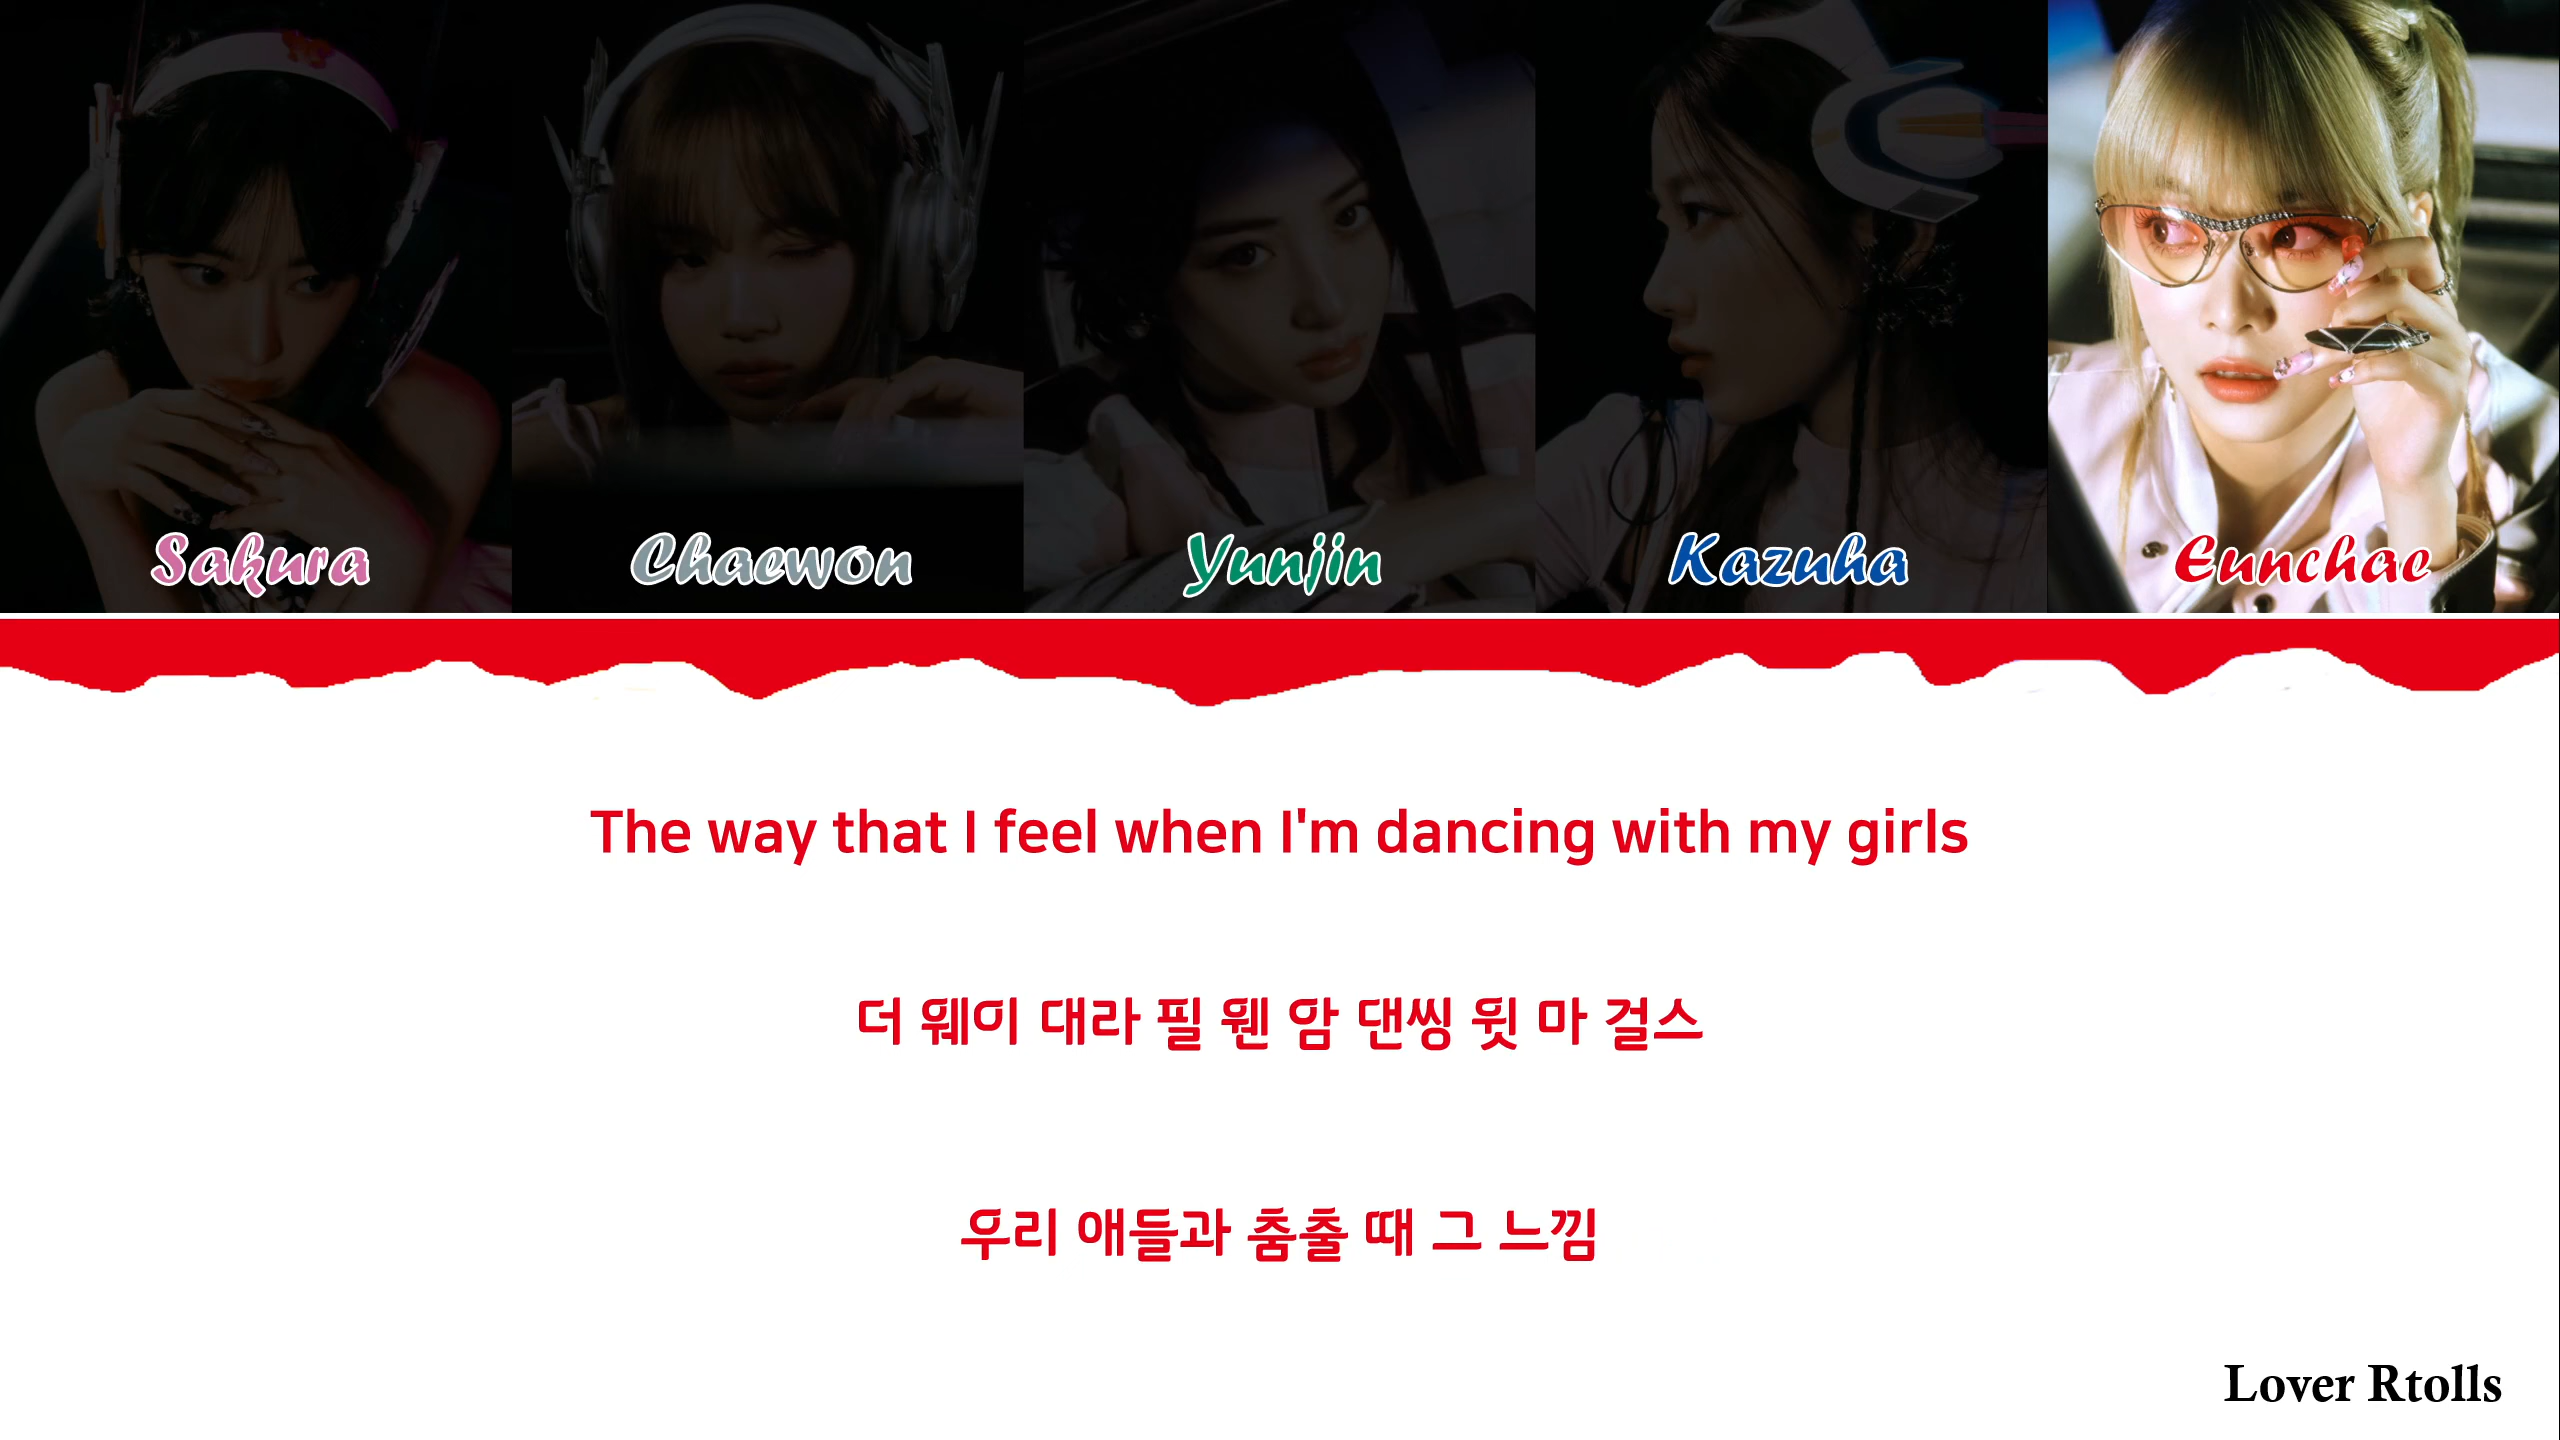 Sakura
Chaewon
Yunjin
Kazuha
Eunchae
The way that I feel when I'm dancing with my girls
더 웨이 대라 필 웬 암 댄씽 윗 마 걸스
우리 애들과 춤출 때 그 느낌
Lover Rtolls